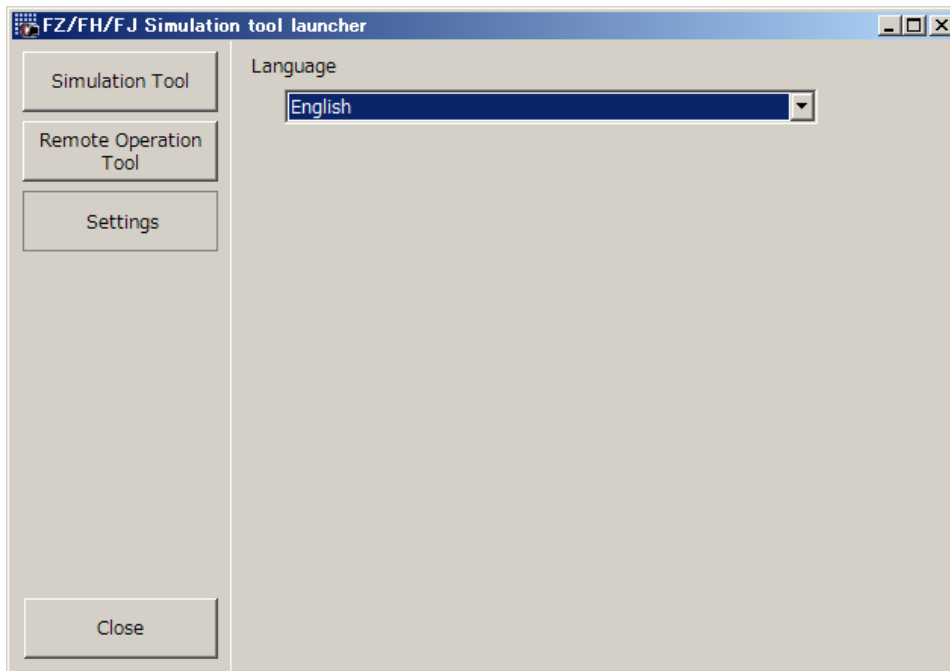 FZ/FH/FJ Simulation tool launcher
Simulation Tool
Remote Operation
Tool
Settings
Close
Language
English